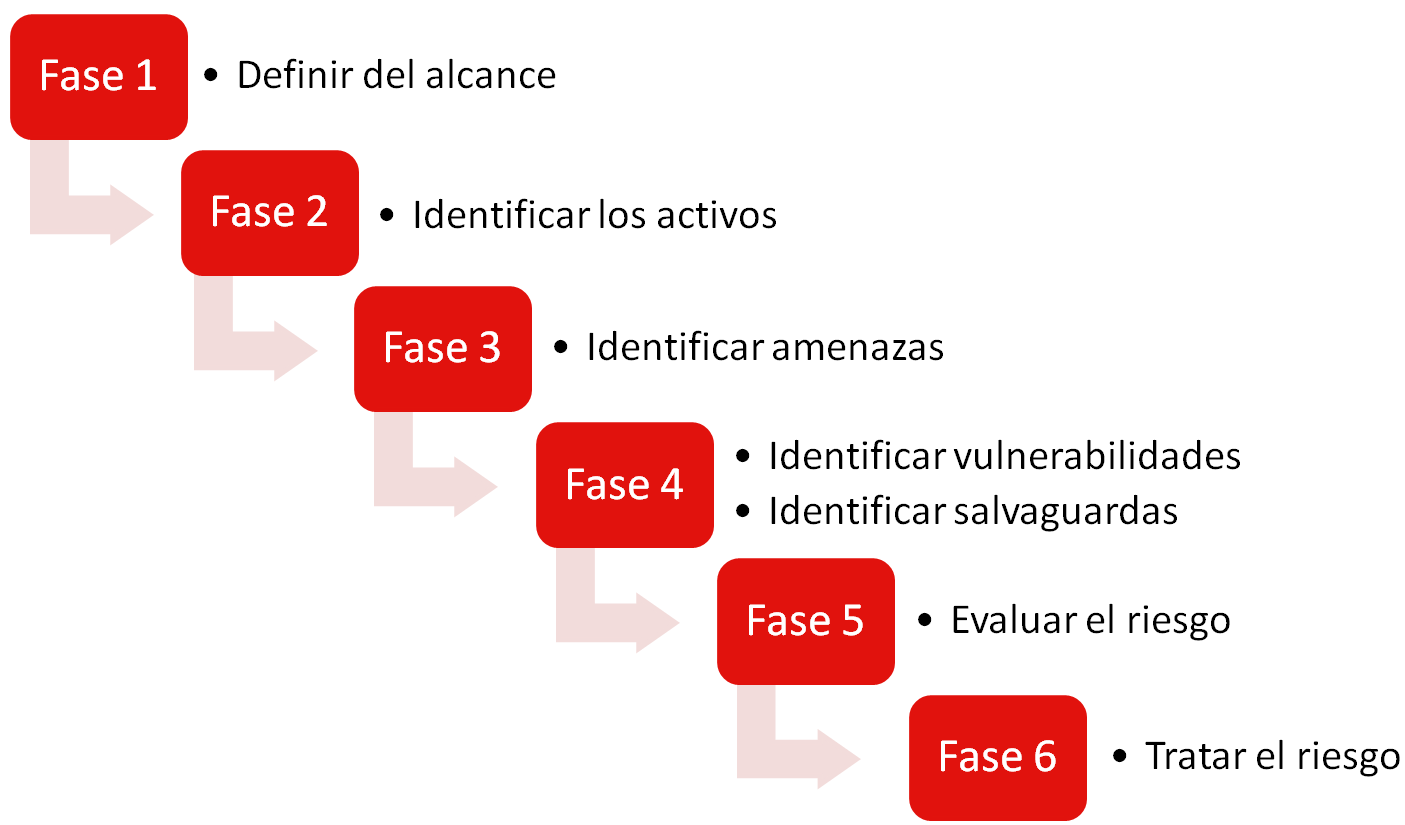 Fase 1
• Definir del alcance
Fase 2
• Identificar los activos
Fase 3
• Identificar amenazas
Fase 4
• Identificar vulnerabilidades
• Identificar salvaguardas
Fase 5
• Evaluar el riesgo
Fase 6
• Tratar el riesgo